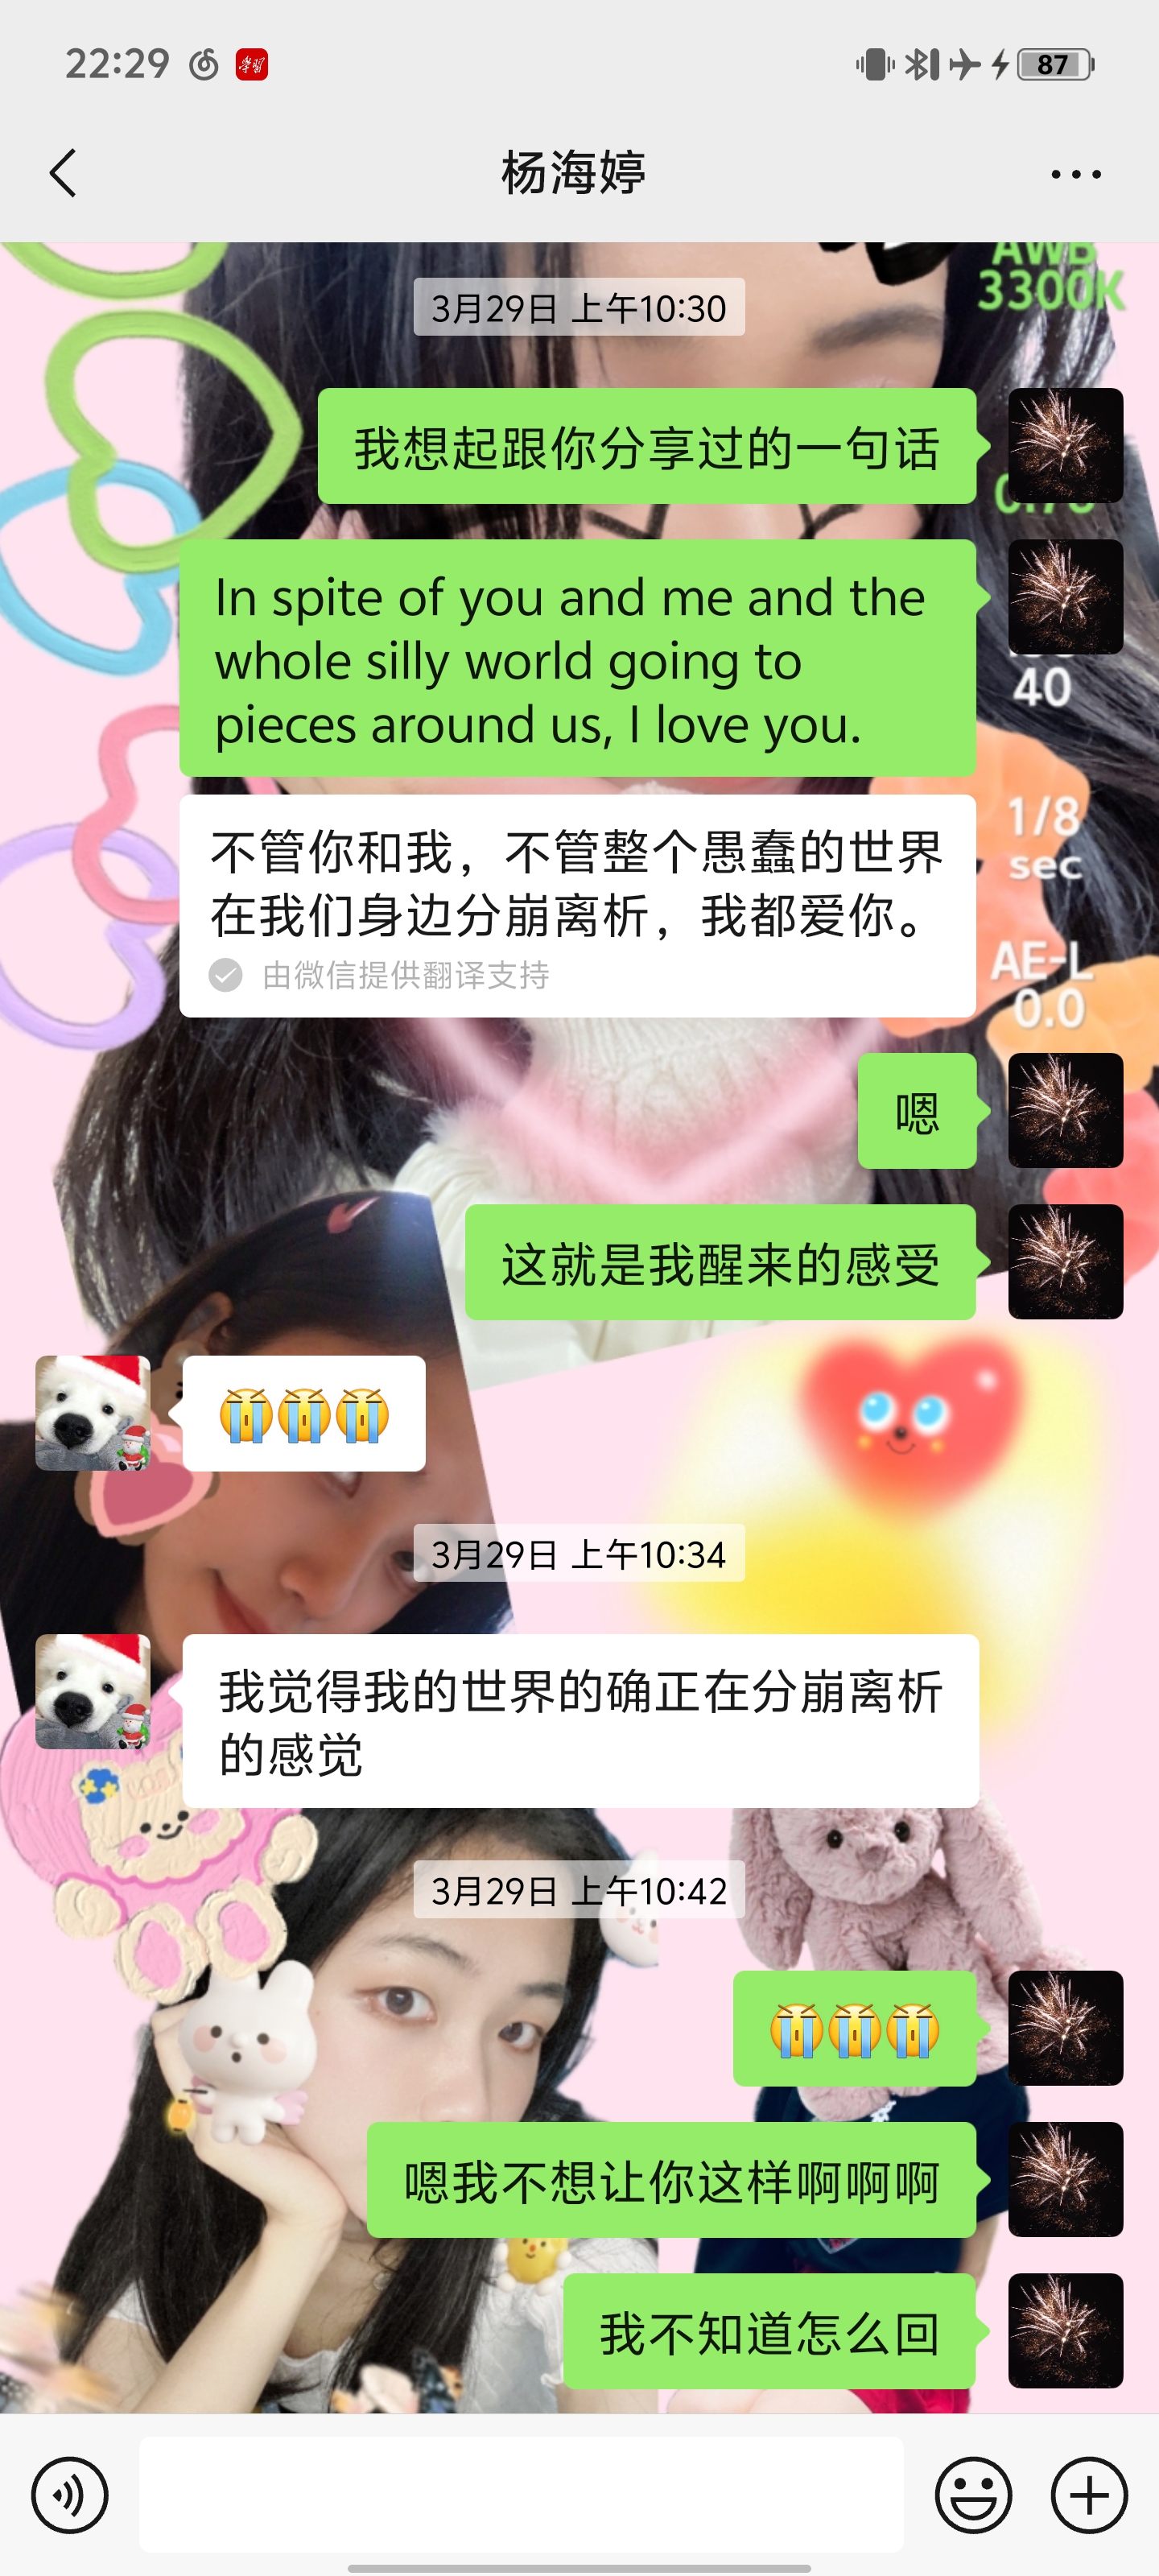 22:29
学習
87
杨海婷
AWB
3300K
3月29日 上午10:30
我想起跟你分享过的一句话
In spite of you and me and the
whole silly world going to
pieces around us, I love you.
40
不管你和我，不管整个愚蠢的世界
在我们身边分崩离析，我都爱你。
由微信提供翻译支持
1/8
sec
AE-L
0.0
嗯
这就是我醒来的感受
😭😭😭
3月29日 上午10:34
我觉得我的世界的确正在分崩离析
的感觉
3月29日 上午10:42
😭😭😭
嗯我不想让你这样啊啊啊
我不知道怎么回